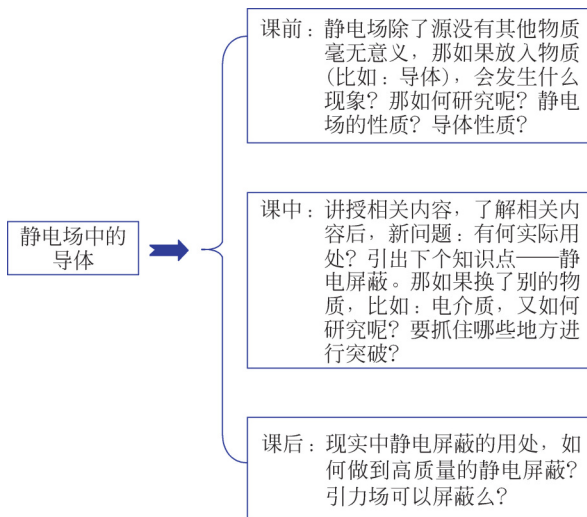 静电场中的
导体
课前：静电场除了源没有其他物质
毫无意义，那如果放入物质
(比如：导体)，会发生什么
现象？那如何研究呢？静电
场的性质？导体性质？
课中：讲授相关内容，了解相关内
容后，新问题：有何实际用
处？引出下个知识点——静
电屏蔽。那如果换了别的物
质，比如：电介质，又如何
研究呢？要抓住哪些地方进
行突破？
课后：现实中静电屏蔽的用处，如
何做到高质量的静电屏蔽？
引力场可以屏蔽么？